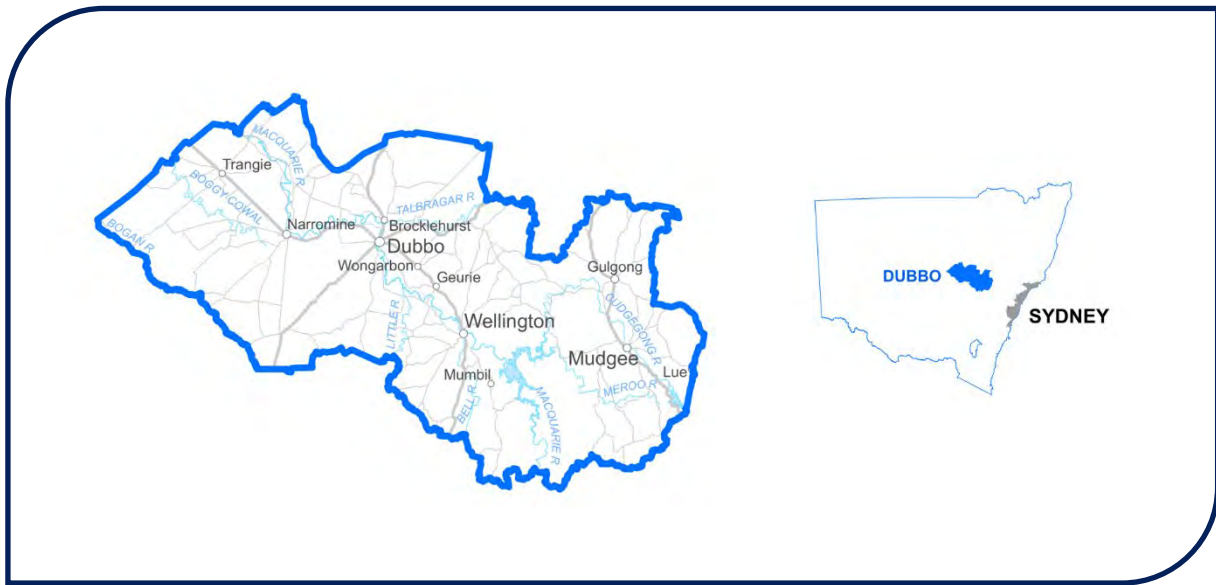 MACQUARIE R
Trangie
BOGGY COWAL
BOGAN R
Narromine
TALBRAGAR R
Brocklehurst
Dubbo
Wongarbon
Geurie
Gulgong
CUDGEGONG R
LITTLE R
Wellington
Mudgee
Lue
Mumbil
MEROO R
BELL R
MACQUARIE R
DUBBO
SYDNEY